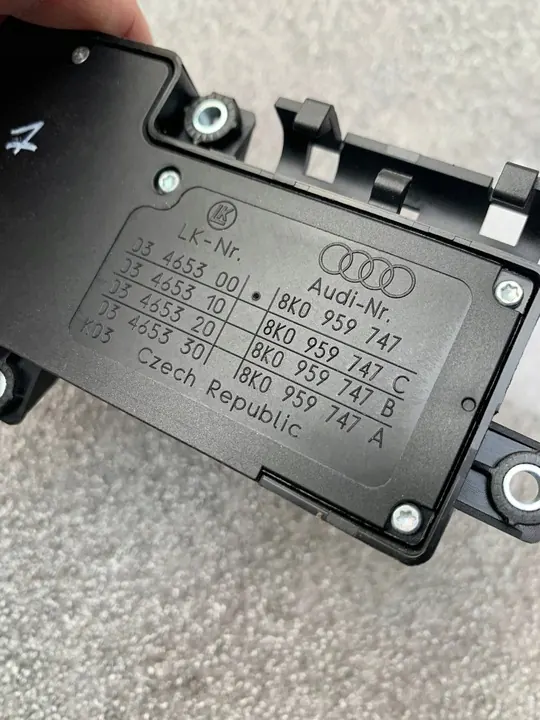 LK
LK-Nr. Audi-Nr.
03 4653 00 8K0 959 747
03 4653 10 8K0 959 747 C
03 4653 20 8K0 959 747 B
03 4653 30 8K0 959 747 A
K03
Czech Republic